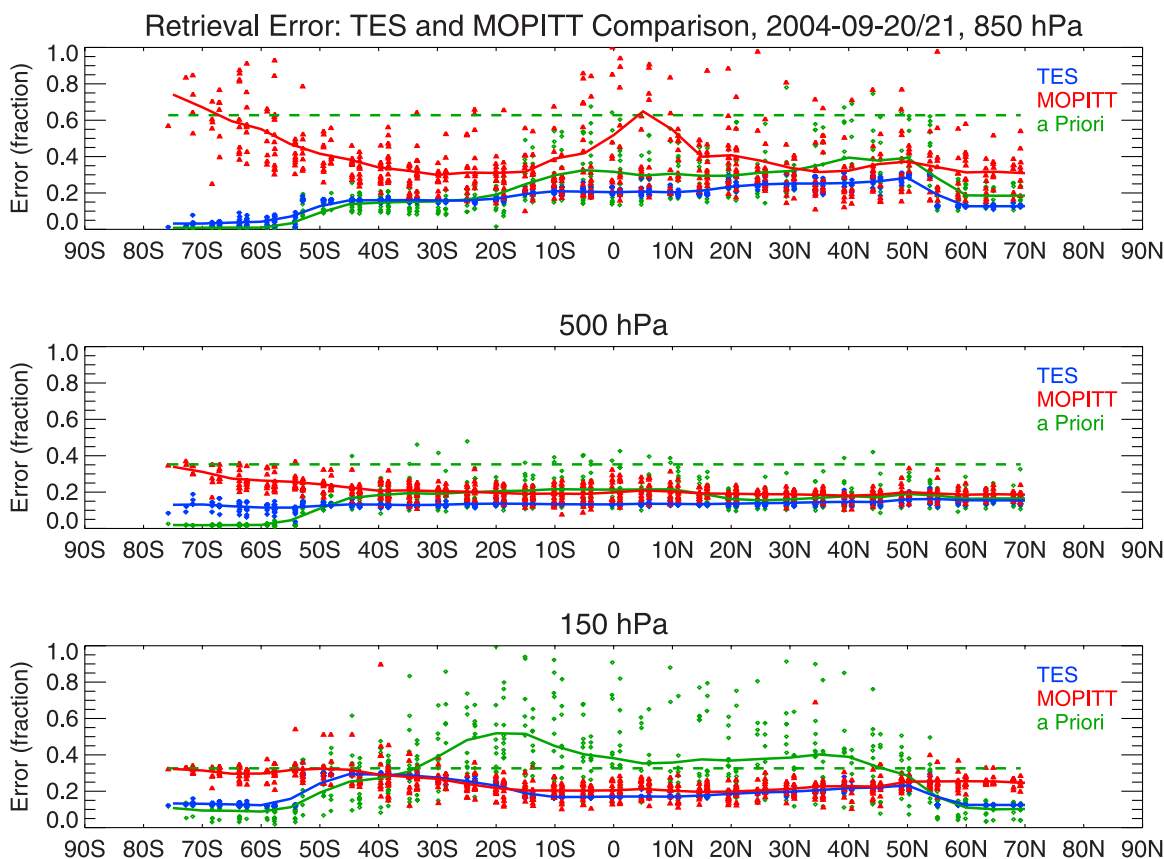 Retrieval Error: TES and MOPITT Comparison, 2004-09-20/21, 850 hPa
Error (fraction)
1.0
0.8
0.6
0.4
0.2
0.0
TES
MOPITT
a Priori
90S 80S 70S 60S 50S 40S 30S 20S 10S 0 10N 20N 30N 40N 50N 60N 70N 90N
500 hPa
Error (fraction)
1.0
0.8
0.6
0.4
0.2
0.0
TES
MOPITT
a Priori
90S 80S 70S 60S 50S 40S 30S 20S 10S 0 10N 20N 30N 40N 50N 60N 70N 90N
150 hPa
Error (fraction)
1.0
0.8
0.6
0.4
0.2
0.0
TES
MOPITT
a Priori
90S 80S 70S 60S 50S 40S 30S 20S 10S 0 10N 20N 30N 40N 50N 60N 70N 90N